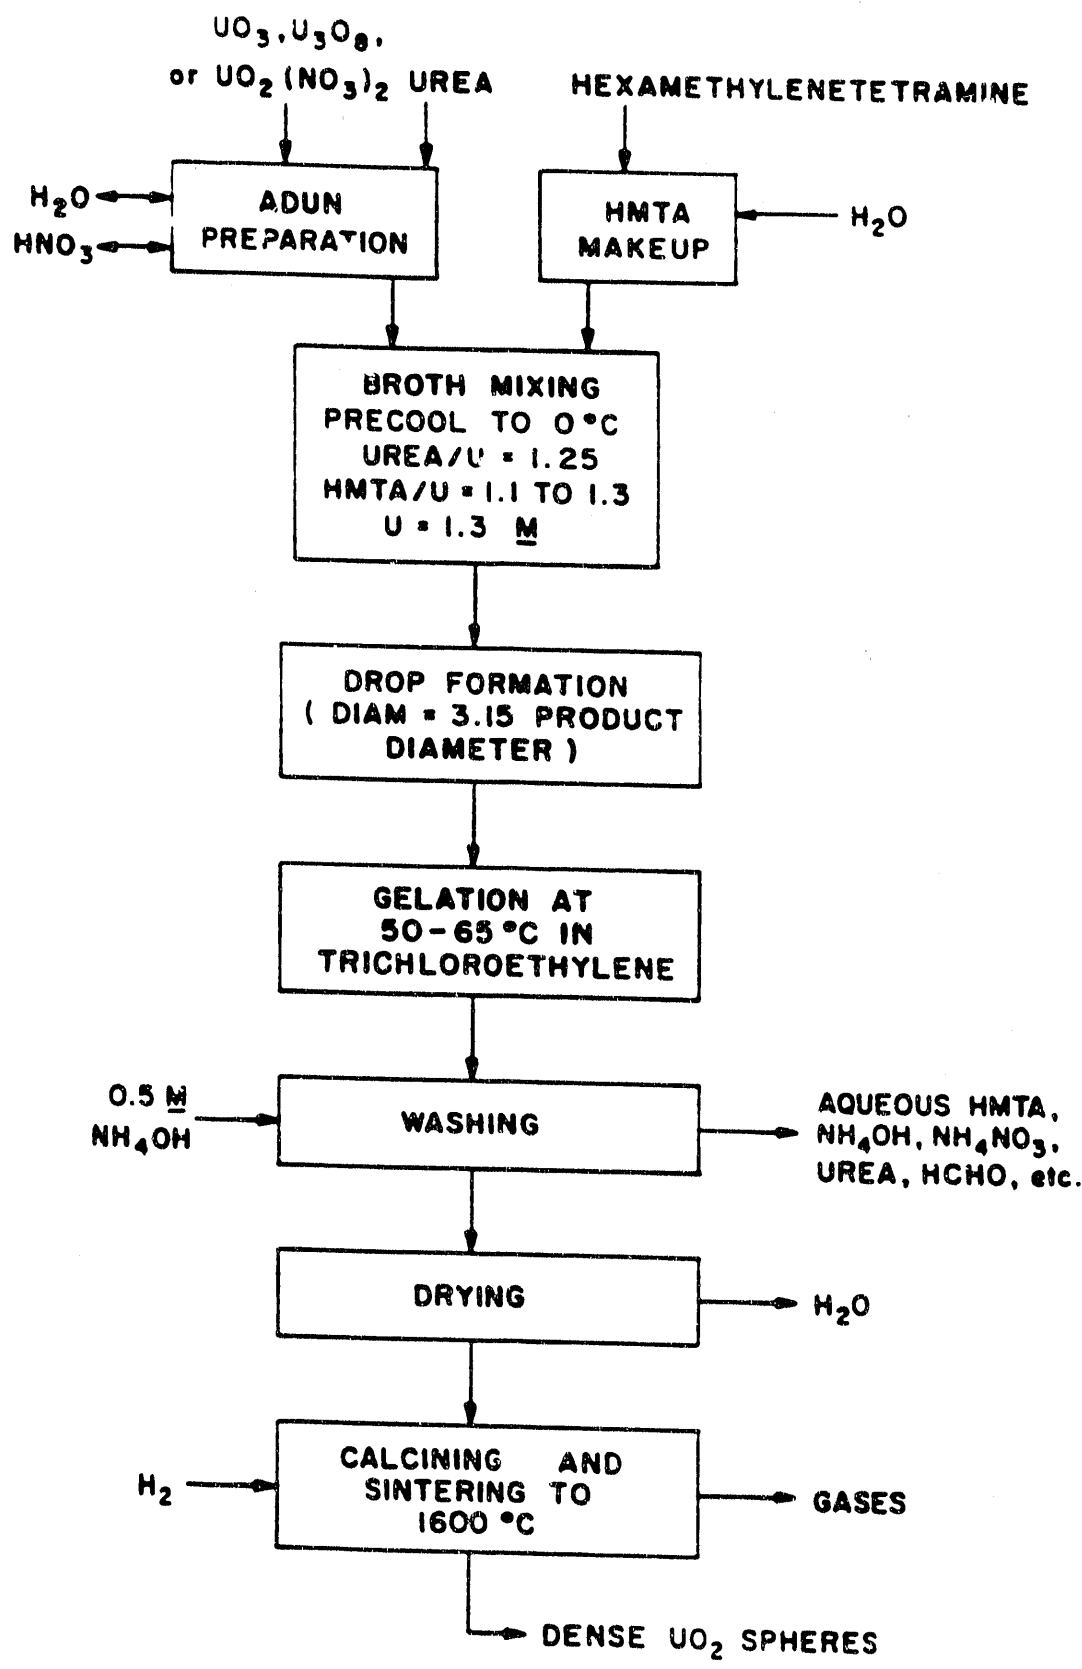 UO3, U3O8,
or UO2(NO3)2 UREA
HEXAMETHYLENETETRAMINE
H2O
HNO3
ADUN
PREPARATION
HMTA
MAKEUP
H2O
BROTH MIXING
PRECOOL TO 0°C
UREA/U = 1.25
HMTA/U = 1.1 TO 1.3
U = 1.3 M
DROP FORMATION
( DIAM = 3.15 PRODUCT
DIAMETER )
GELATION AT
50-65°C IN
TRICHLOROETHYLENE
0.5 M
NH4OH
WASHING
AQUEOUS HMTA,
NH4OH, NH4NO3,
UREA, HCHO, etc.
DRYING
H2O
H2
CALCINING AND
SINTERING TO
1600°C
GASES
DENSE UO2 SPHERES